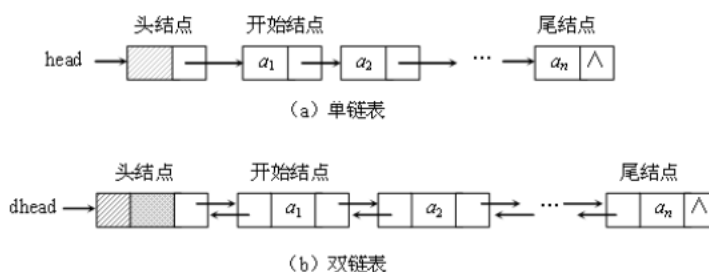 头结点 开始结点 尾结点
head a₁ a₂ … aₙ ∧
（a）单链表
头结点 开始结点 尾结点
dhead a₁ a₂ … aₙ ∧
（b）双链表